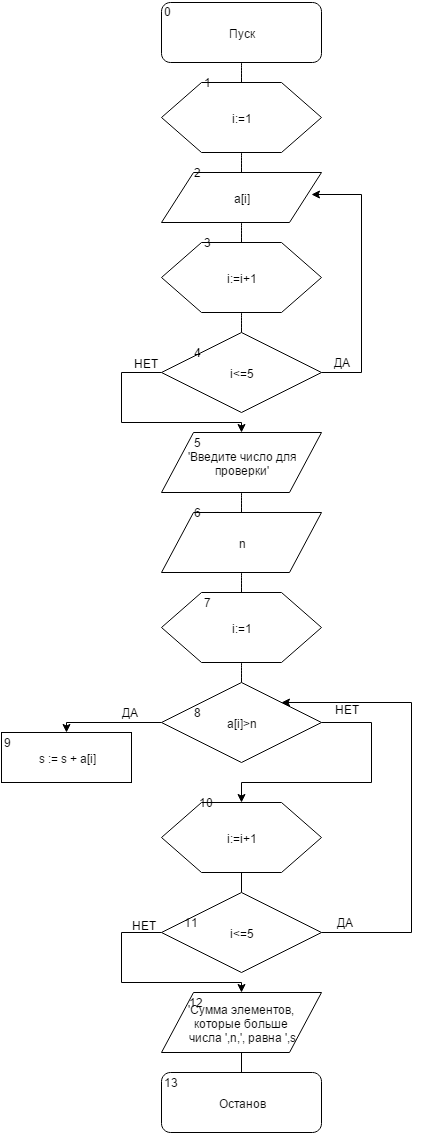 0
Пуск
1
i:=1
2
a[i]
3
i:=i+1
4
НЕТ
ДА
i<=5
5
'Введите число для
проверки'
6
n
7
i:=1
ДА
8
НЕТ
a[i]>n
9
s := s + a[i]
10
i:=i+1
11
НЕТ
ДА
i<=5
12
'Сумма элементов,
которые больше
числа ',n,', равна ',s
13
Останов